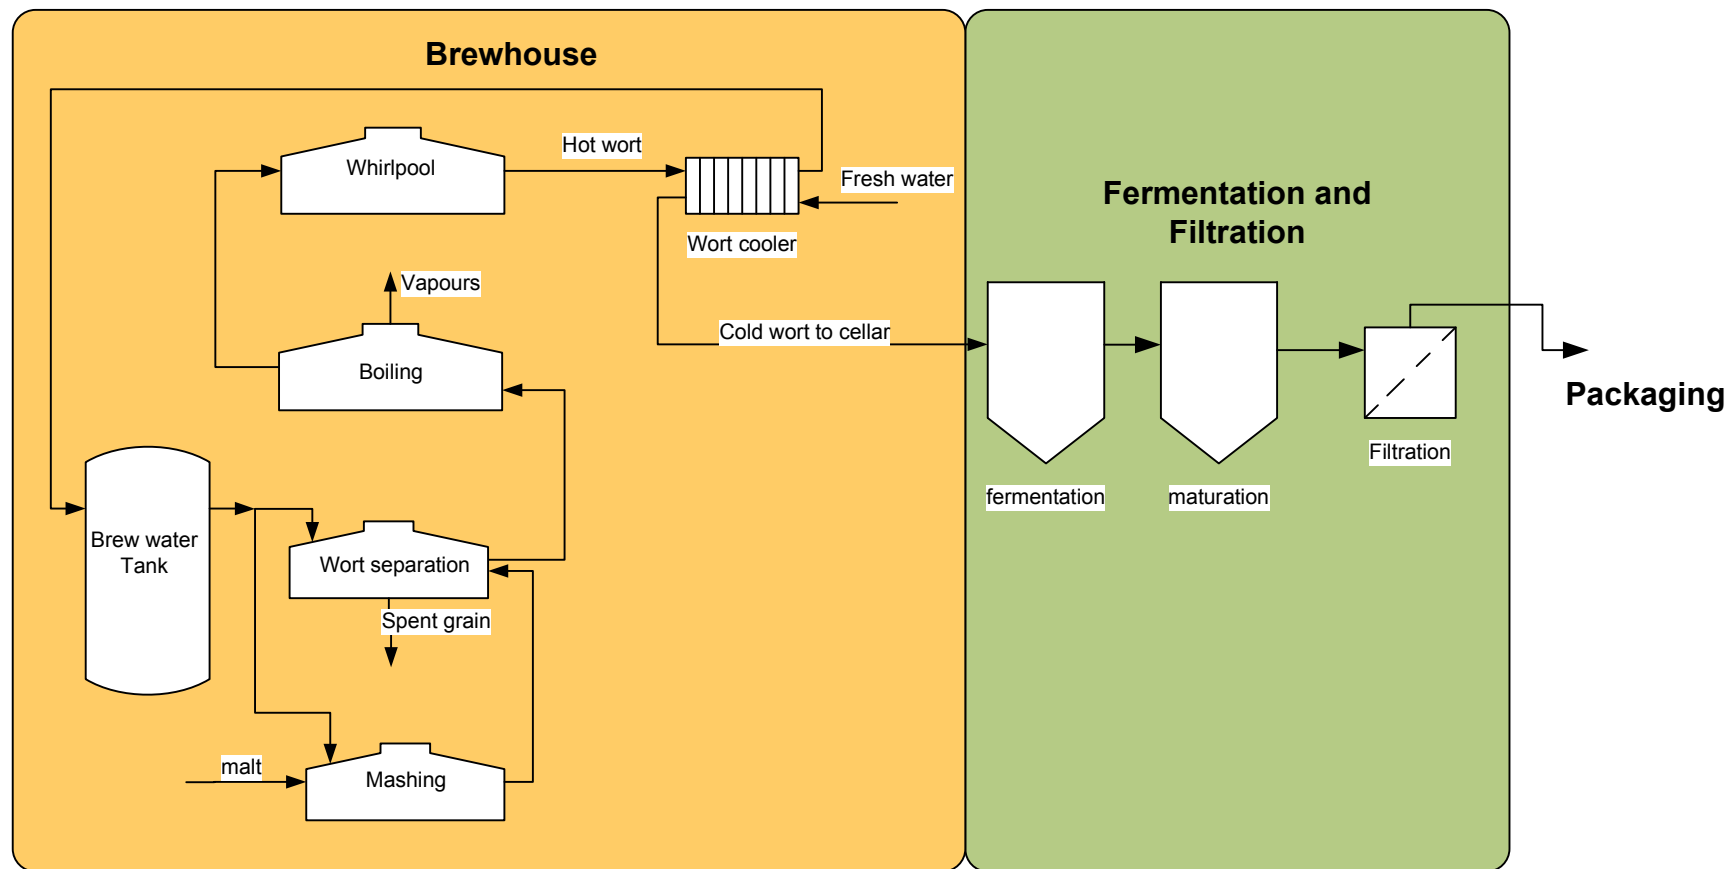 Brewhouse
Whirlpool
Hot wort
Fresh water
Wort cooler
Vapours
Boiling
Cold wort to cellar
Brew water
Tank
Wort separation
Spent grain
malt
Mashing
Fermentation and
Filtration
fermentation
maturation
Filtration
Packaging